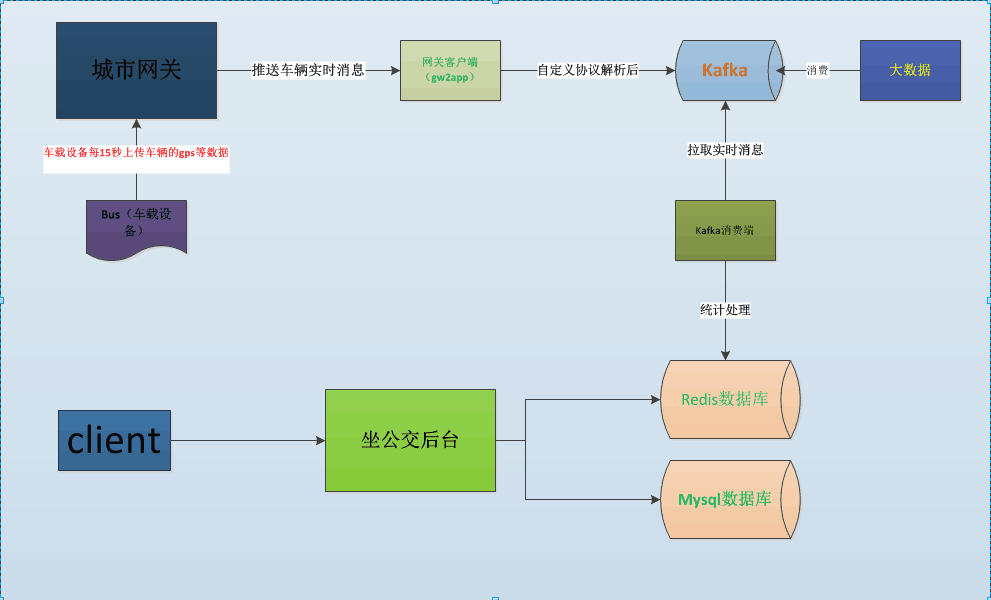 城市网关
推送车辆实时消息
网关客户端
（gw2app）
自定义协议解析后
Kafka
消费
大数据
车载设备每15秒上传车辆的gps等数据
拉取实时消息
Bus（车载设
备）
Kafka消费端
统计处理
Redis数据库
client
坐公交后台
Mysql数据库